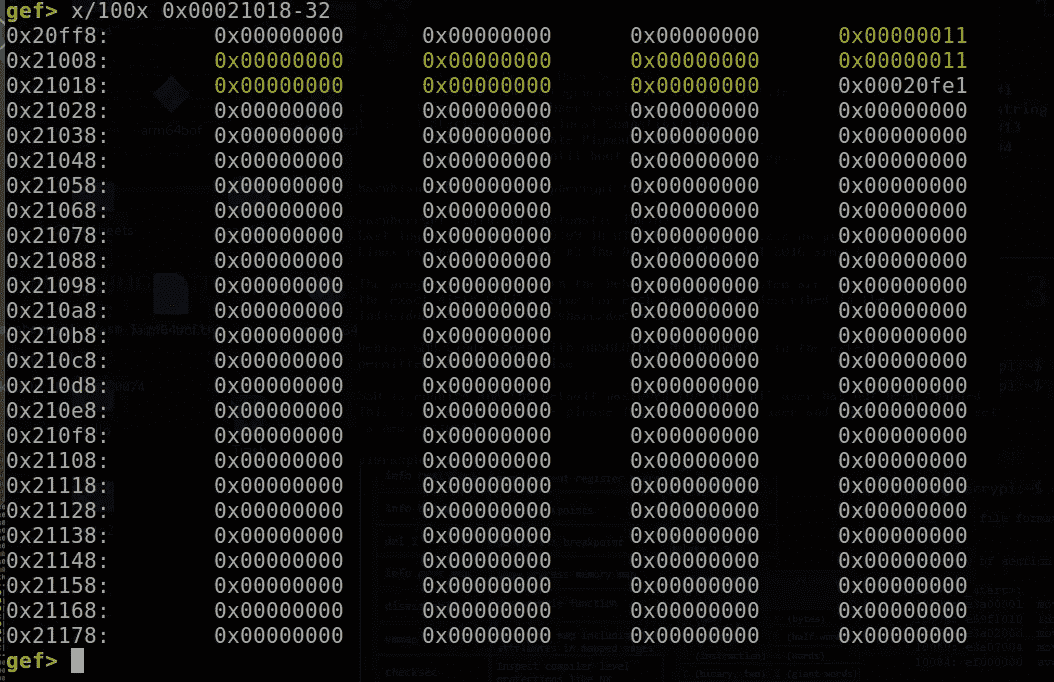 gef> x/100x 0x00021018-32
0x20ff8: 0x00000000 0x00000000 0x00000000 0x00000011
0x21008: 0x00000000 0x00000000 0x00000000 0x00000011
0x21018: 0x00000000 0x00000000 0x00000000 0x00020fe1
0x21028: 0x00000000 0x00000000 0x00000000 0x00000000
0x21038: 0x00000000 0x00000000 0x00000000 0x00000000
0x21048: 0x00000000 0x00000000 0x00000000 0x00000000
0x21058: 0x00000000 0x00000000 0x00000000 0x00000000
0x21068: 0x00000000 0x00000000 0x00000000 0x00000000
0x21078: 0x00000000 0x00000000 0x00000000 0x00000000
0x21088: 0x00000000 0x00000000 0x00000000 0x00000000
0x21098: 0x00000000 0x00000000 0x00000000 0x00000000
0x210a8: 0x00000000 0x00000000 0x00000000 0x00000000
0x210b8: 0x00000000 0x00000000 0x00000000 0x00000000
0x210c8: 0x00000000 0x00000000 0x00000000 0x00000000
0x210d8: 0x00000000 0x00000000 0x00000000 0x00000000
0x210e8: 0x00000000 0x00000000 0x00000000 0x00000000
0x210f8: 0x00000000 0x00000000 0x00000000 0x00000000
0x21108: 0x00000000 0x00000000 0x00000000 0x00000000
0x21118: 0x00000000 0x00000000 0x00000000 0x00000000
0x21128: 0x00000000 0x00000000 0x00000000 0x00000000
0x21138: 0x00000000 0x00000000 0x00000000 0x00000000
0x21148: 0x00000000 0x00000000 0x00000000 0x00000000
0x21158: 0x00000000 0x00000000 0x00000000 0x00000000
0x21168: 0x00000000 0x00000000 0x00000000 0x00000000
0x21178: 0x00000000 0x00000000 0x00000000 0x00000000
gef>